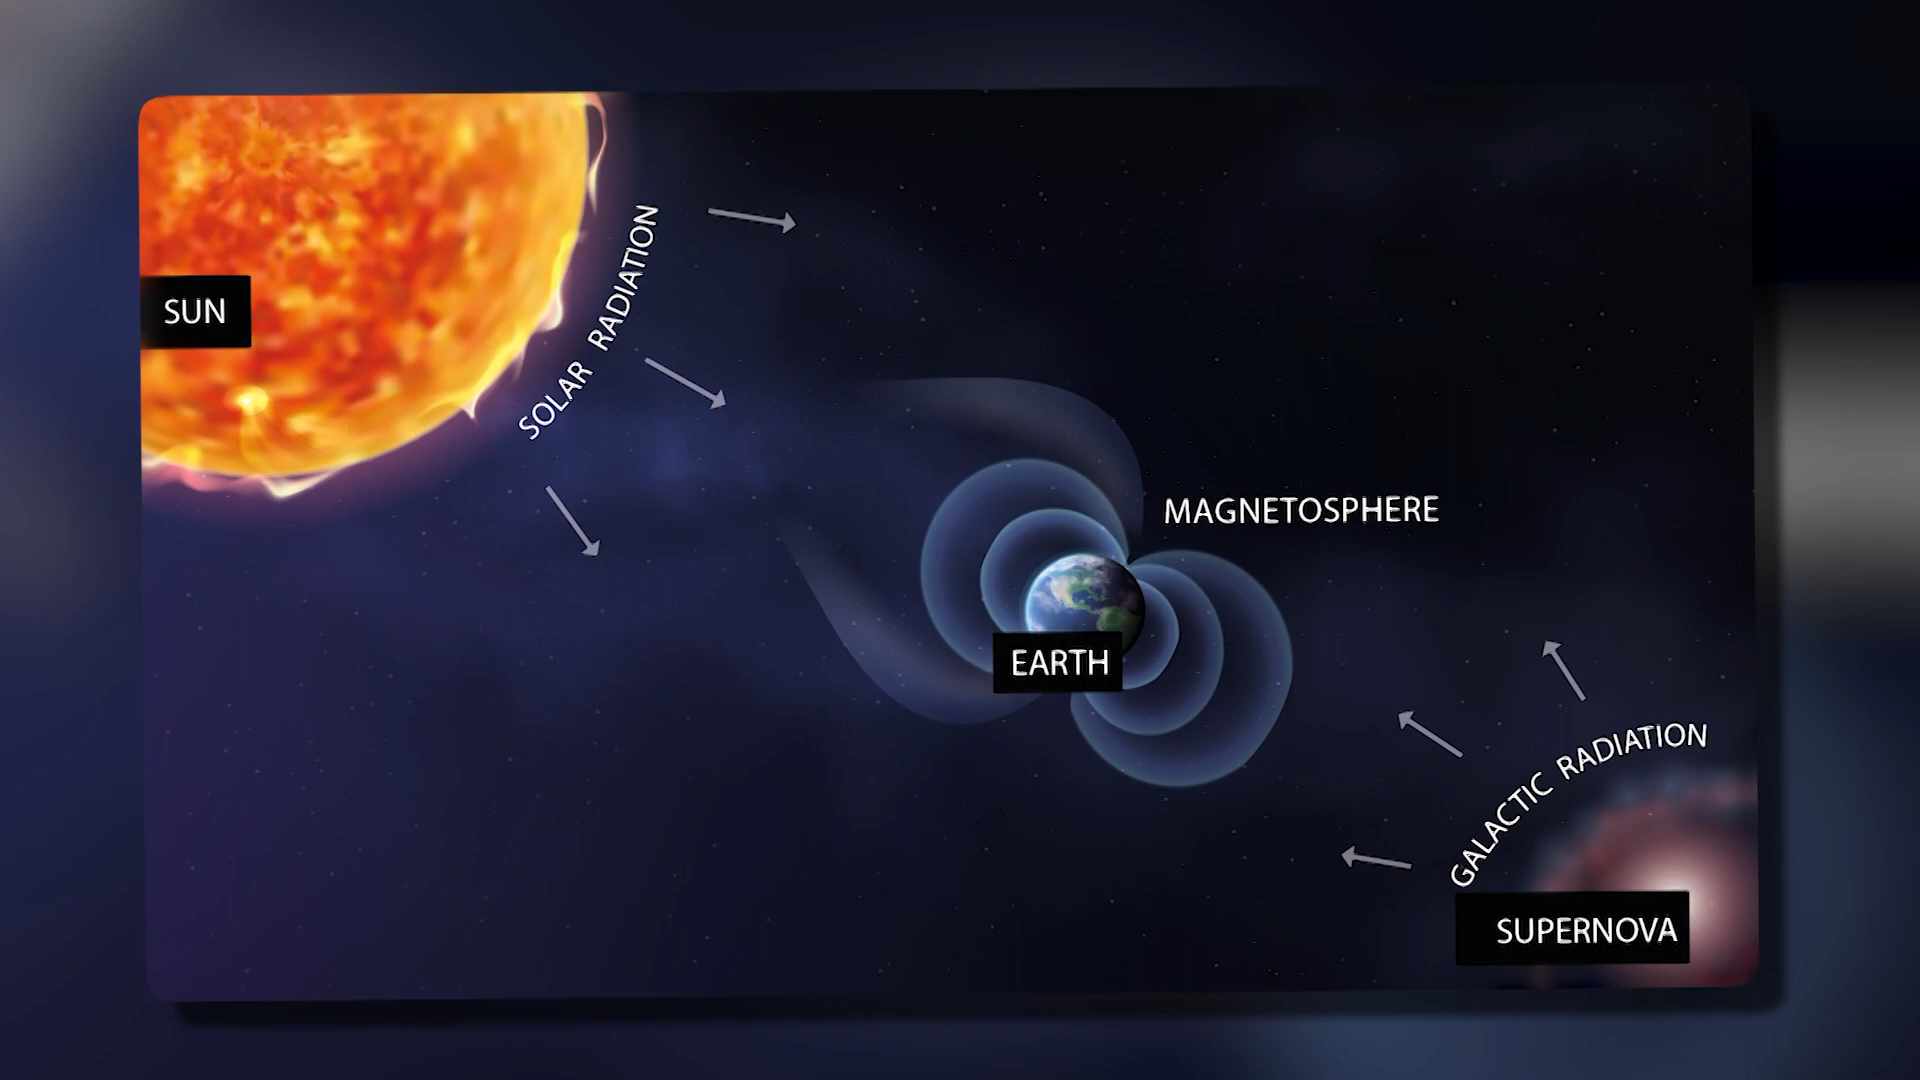 SUN
SOLAR RADIATION
MAGNETOSPHERE
EARTH
GALACTIC RADIATION
SUPERNOVA